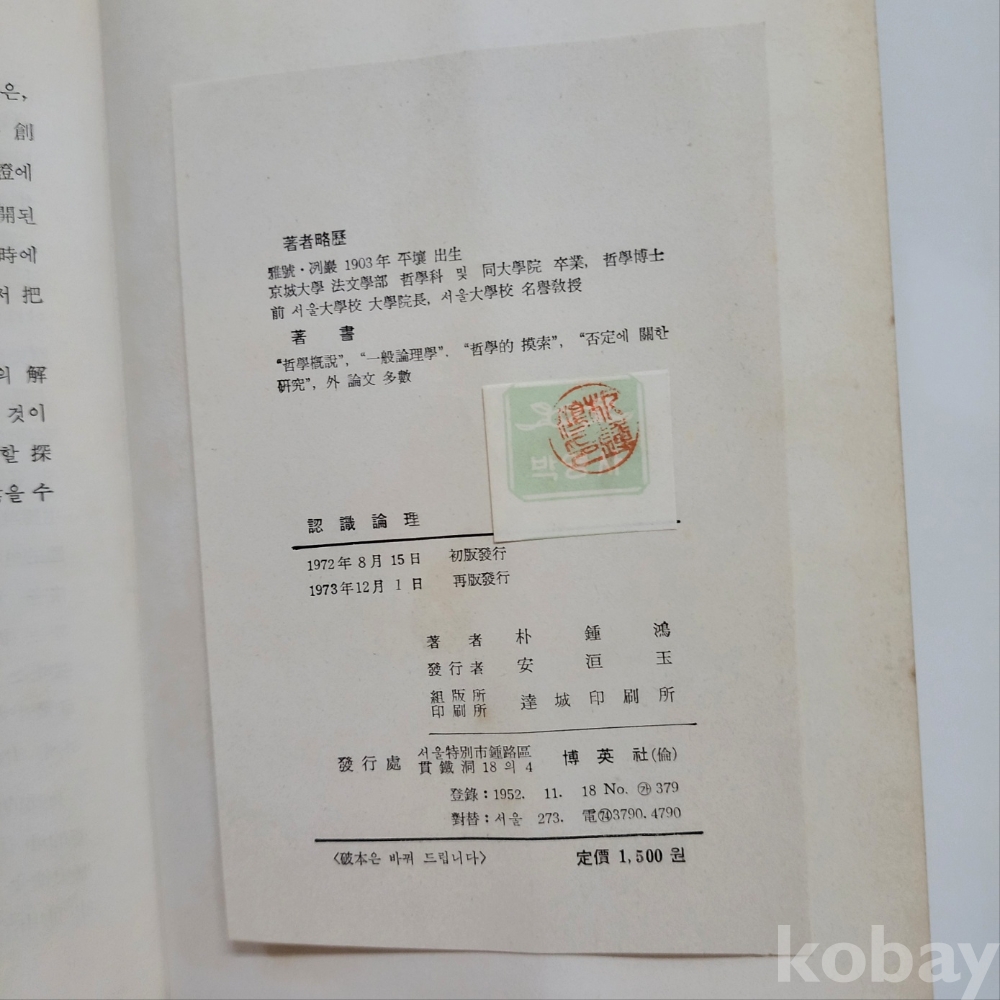 은,
創
證에
開된
時에
서 把
의 解
것이
할 探
을 수
著者略歷
雅號·冽巖 1903年 平壤 出生
京城大學 法文學部 哲學科 및 同大學院 卒業, 哲學博士
前 서울大學校 大學院長, 서울大學校 名譽敎授
著 書
“哲學槪說”, “一般論理學”. “哲學的 摸索”, “否定에 關한
硏究”, 外 論文 多數
박영사
認識論理
1972年 8月 15日 初版發行
1973年 12月 1日 再版發行
著者 朴鍾鴻
發行者 安洹玉
組版所
印刷所 達城印刷所
發行處 서울特別市鍾路區
貫鐵洞 18의 4 博英社(倫)
登錄:1952. 11. 18 No. ㉮379
對替:서울 273. 電㉔3790.4790
〈破本은 바꿔 드립니다〉 定價 1,500 원
kobay